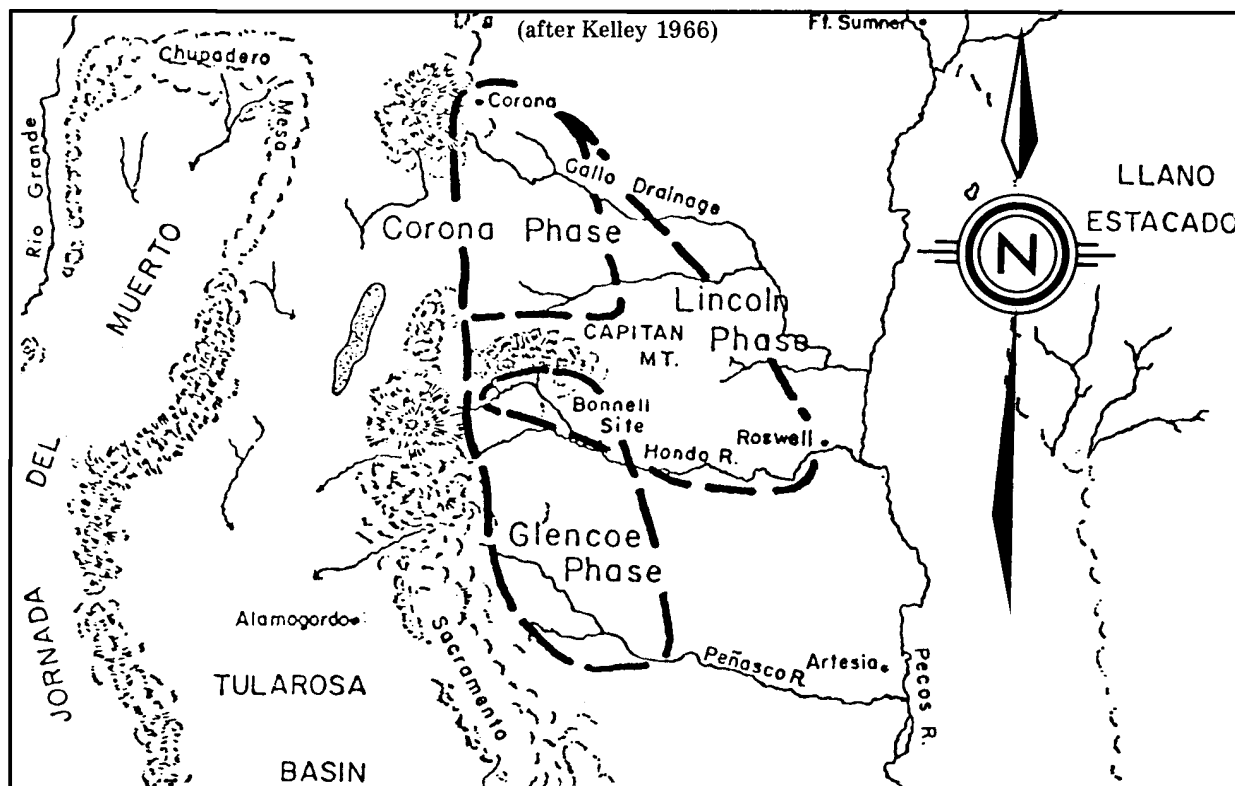 (after Kelley 1966)
Ft. Sumner
Chupadero
Mesa
Rio Grande
Corona
Gallo Drainage
LLANO
ESTACADO
N
Corona Phase
MUERTO
Lincoln
Phase
CAPITAN
MT.
Bonnell
Site
Roswell
Hondo R.
DEL
Glencoe
Phase
JORNADA
Alamogordo
Sacramento
TULAROSA
BASIN
Peñasco R.
Artesia
Pecos R.